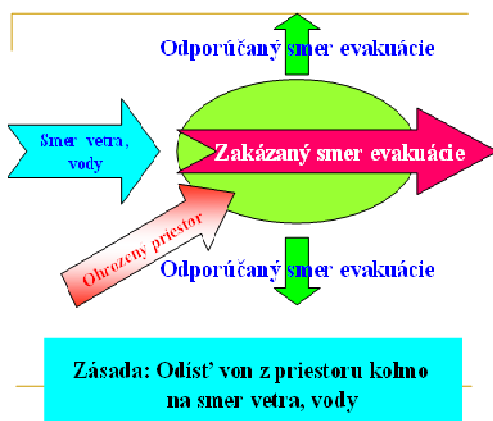 Odporúčaný smer evakuácie
Smer vetra,
vody
Zakázaný smer evakuácie
Ohrozený priestor
Odporúčaný smer evakuácie
Zásada: Odísť von z priestoru kolmo
na smer vetra, vody